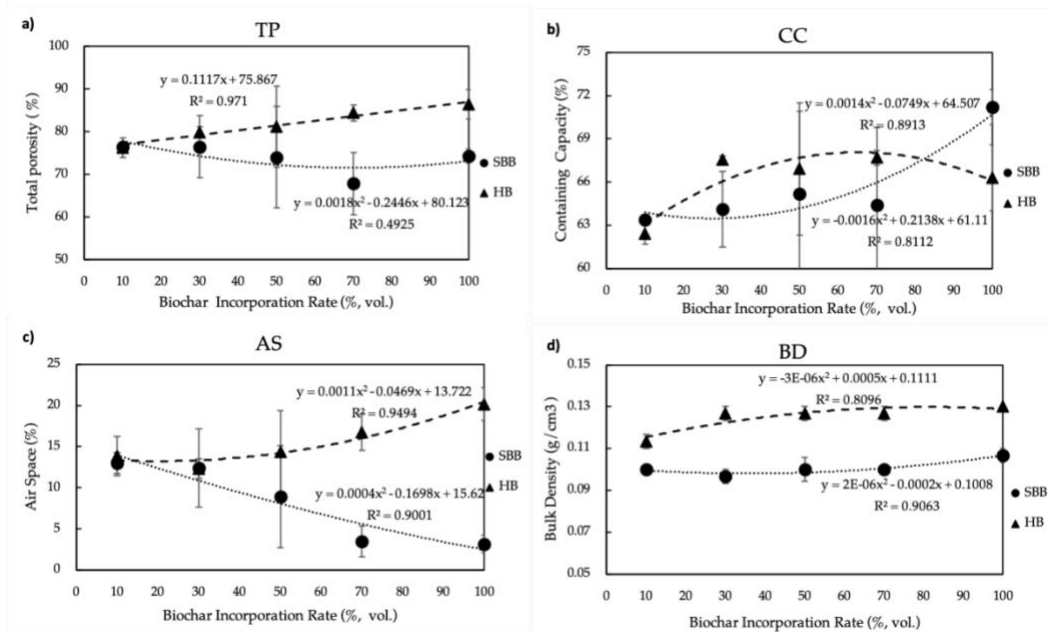 a)
TP
Total porosity ( %)
100
90
80
70
60
50
y = 0.1117x + 75.867
R² = 0.971
y = 0.0018x² - 0.2446x + 80.123
R² = 0.4925
SBB
HB
0 10 20 30 40 50 60 70 80 90 100
Biochar Incorporation Rate (%, vol.)
b)
CC
Containing Capacity (%)
75
72
69
66
63
60
y = 0.0014x² - 0.0749x + 64.507
R² = 0.8913
y = -0.0016x² + 0.2138x + 61.11
R² = 0.8112
SBB
HB
0 10 20 30 40 50 60 70 80 90 100
Biochar Incorporation Rate (%, vol.)
c)
AS
Air Space (%)
25
20
15
10
5
0
y = 0.0011x² - 0.0469x + 13.722
R² = 0.9494
y = 0.0004x² - 0.1698x + 15.62
R² = 0.9001
SBB
HB
0 10 20 30 40 50 60 70 80 90 100
Biochar Incorporation Rate (%, vol.)
d)
BD
Bulk Density (g/cm3)
0.15
0.13
0.11
0.09
0.07
0.05
y = -3E-06x² + 0.0005x + 0.1111
R² = 0.8096
y = 2E-06x² - 0.0002x + 0.1008
R² = 0.9063
SBB
HB
0 10 20 30 40 50 60 70 80 90 100
Biochar Incorporation Rate (%, vol.)